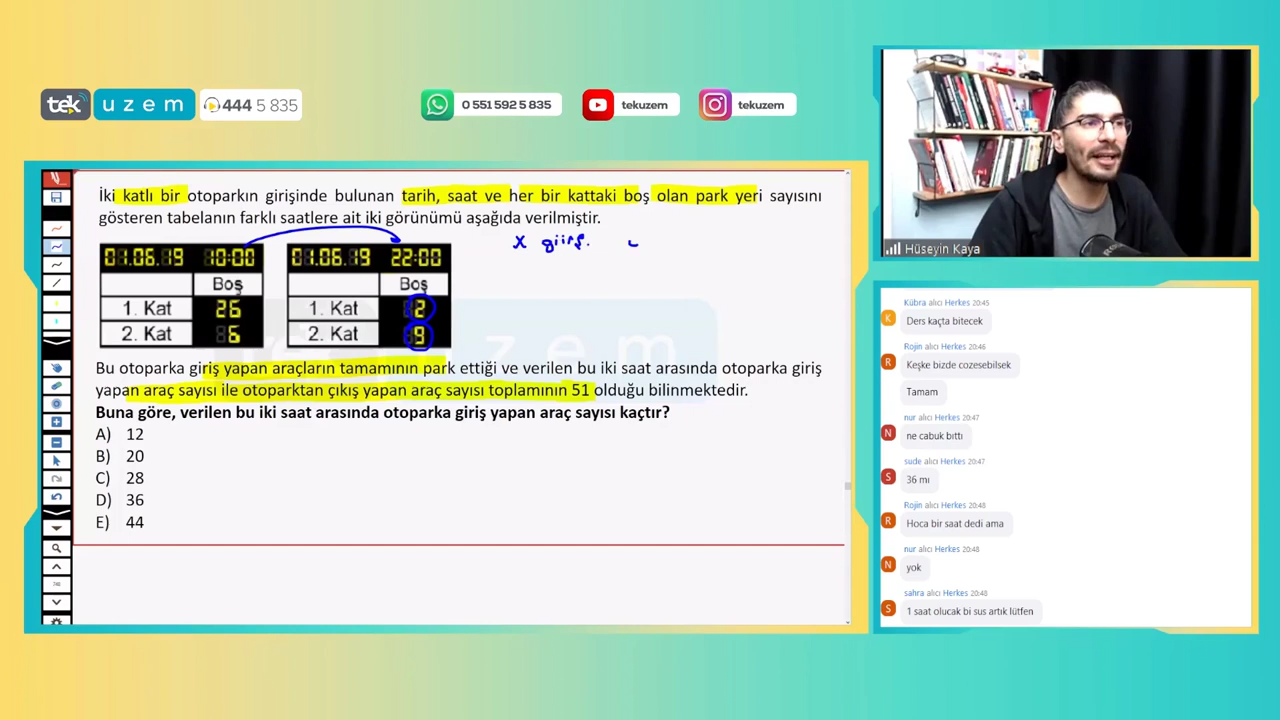 tek uzem 444 5 835
0 551 592 5 835
tekuzem
tekuzem
İki katlı bir otoparkın girişinde bulunan tarih, saat ve her bir kattaki boş olan park yeri sayısını
gösteren tabelanın farklı saatlere ait iki görünümü aşağıda verilmiştir.
x giriş.
01.06.19 10:00
Boş
1. Kat 26
2. Kat 6
01.06.19 22:00
Boş
1. Kat 2
2. Kat 9
uzem
Bu otoparka giriş yapan araçların tamamının park ettiği ve verilen bu iki saat arasında otoparka giriş
yapan araç sayısı ile otoparktan çıkış yapan araç sayısı toplamının 51 olduğu bilinmektedir.
Buna göre, verilen bu iki saat arasında otoparka giriş yapan araç sayısı kaçtır?
A) 12
B) 20
C) 28
D) 36
E) 44
Hüseyin Kaya
Kübra alıcı Herkes 20:45
K
Ders kaçta bitecek
Rojin alıcı Herkes 20:46
R
Keşke bizde cozesebilsek
Tamam
nur alıcı Herkes 20:47
N
ne cabuk bıttı
sude alıcı Herkes 20:47
S
36 mı
Rojin alıcı Herkes 20:48
R
Hoca bir saat dedi ama
nur alıcı Herkes 20:48
N
yok
sahra alıcı Herkes 20:48
S
1 saat olucak bi sus artık lütfen